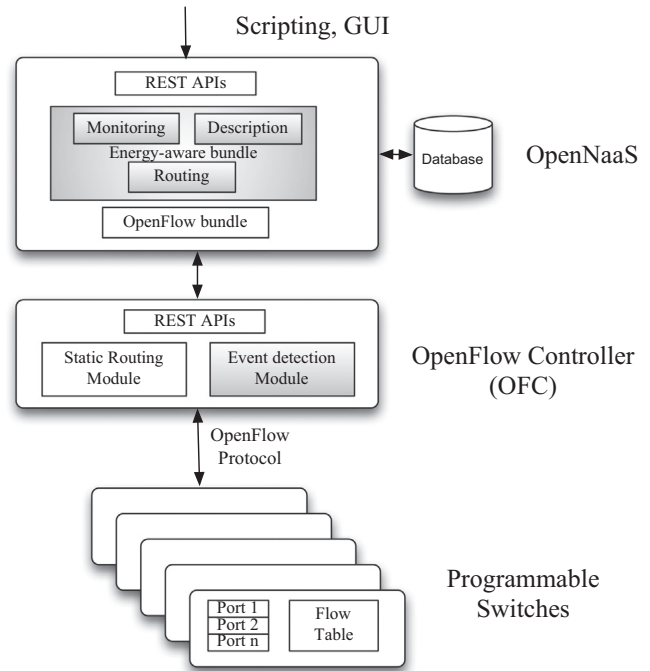 Scripting, GUI
REST APIs
Monitoring
Description
Energy-aware bundle
Routing
OpenFlow bundle
Database
OpenNaaS
REST APIs
Static Routing
Module
Event detection
Module
OpenFlow Controller
(OFC)
OpenFlow
Protocol
Port 1
Port 2
Port n
Flow
Table
Programmable
Switches